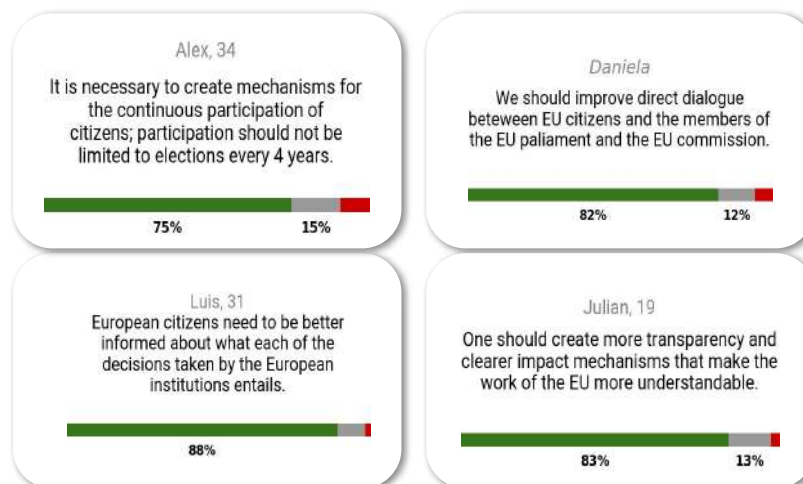 Alex, 34
It is necessary to create mechanisms for
the continuous participation of
citizens; participation should not be
limited to elections every 4 years.
75% 15%
Daniela
We should improve direct dialogue
beteween EU citizens and the members of
the EU paliament and the EU commission.
82% 12%
Luis, 31
European citizens need to be better
informed about what each of the
decisions taken by the European
institutions entails.
88%
Julian, 19
One should create more transparency and
clearer impact mechanisms that make the
work of the EU more understandable.
83% 13%